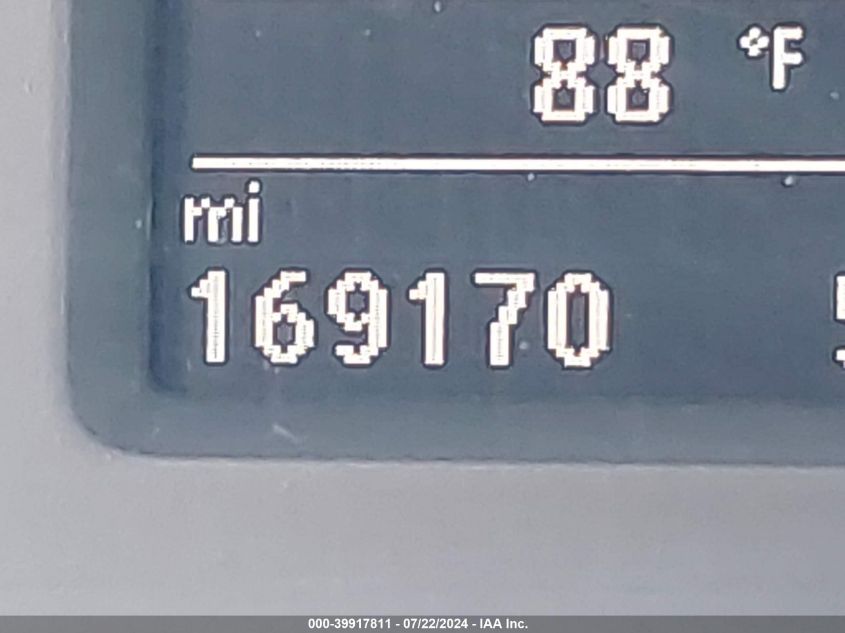 88 °F
mi
169170
000-39917811 - 07/22/2024 - IAA Inc.